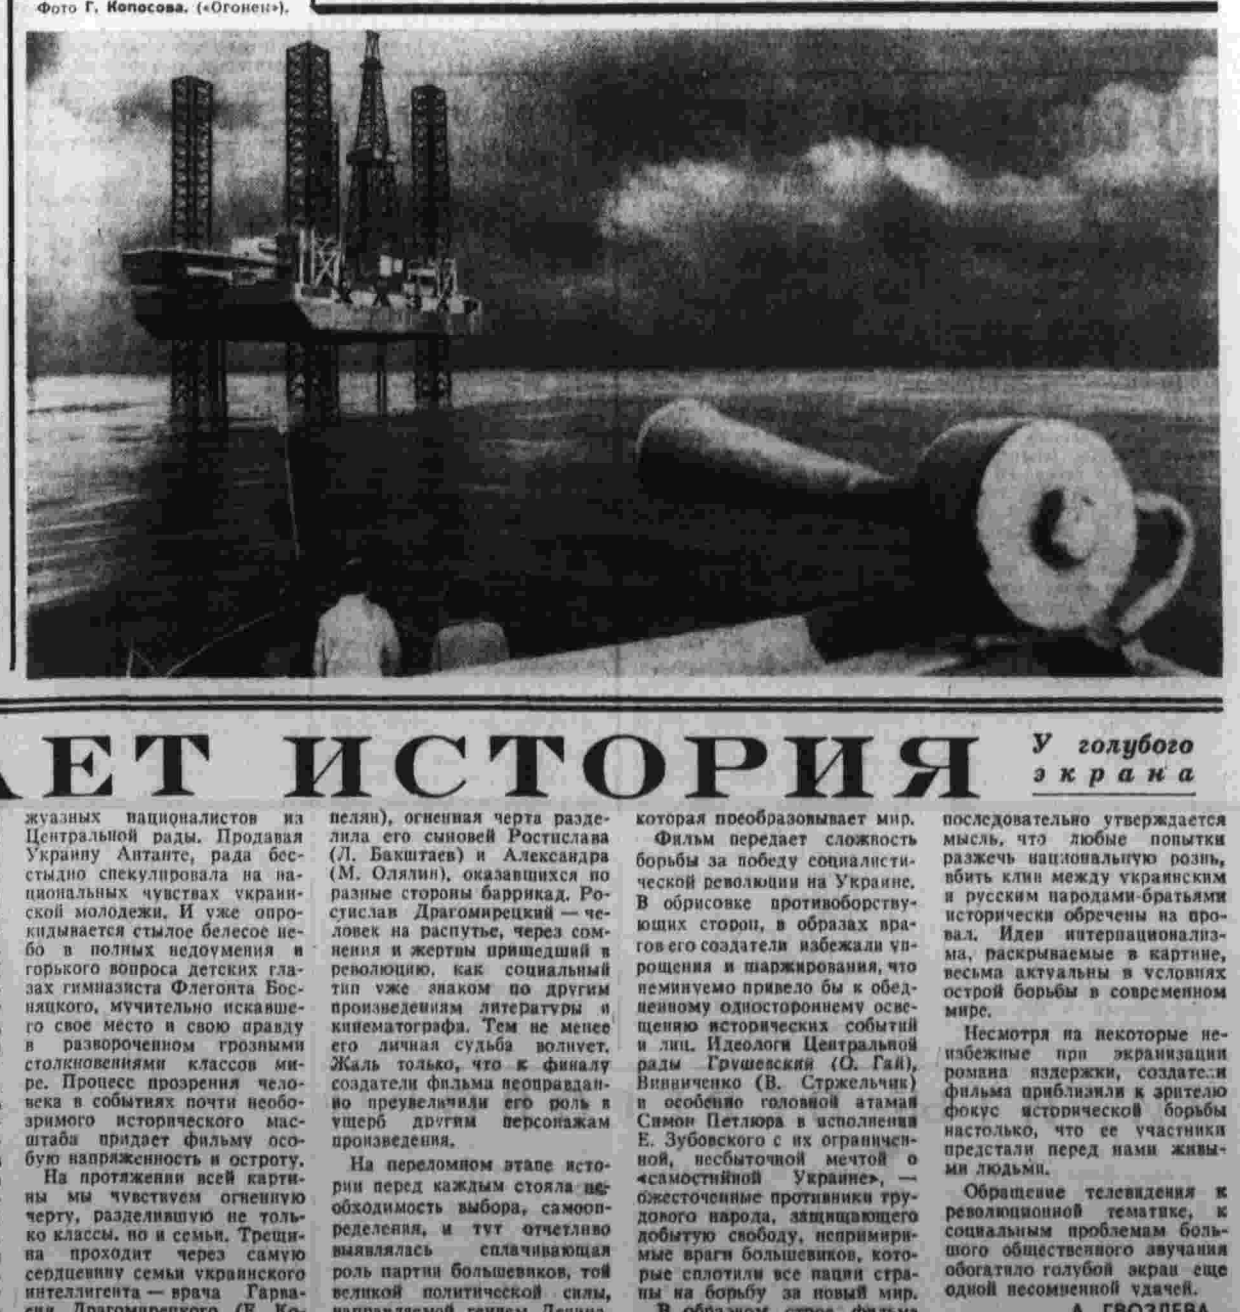 Фото Г. Копосова. («Огонек»).
ЕТ ИСТОРИЯ
У голубого
экрана
жуазных националистов из
Центральной рады. Продавая
Украину Антанте, рада бес-
стыдно спекулировала на на-
циональных чувствах украин-
ской молодежи. И уже опро-
кидывается стылое белесое не-
бо в полных недоумения и
горького вопроса детских гла-
зах гимназиста Флегонта Бос-
няцкого, мучительно искавше-
го свое место и свою правду
в развороченном грозными
столкновениями классов ми-
ре. Процесс прозрения чело-
века в событиях почти необо-
зримого исторического мас-
штаба придает фильму осо-
бую напряженность и остроту.
На протяжении всей карти-
ны мы чувствуем огненную
черту, разделившую не толь-
ко классы, но и семьи. Трещи-
на проходит через самую
сердцевину семьи украинского
интеллигента — врача Гарва-
сия Драгомирецкого (Е. Ко-
пелян), огненная черта разде-
лила его сыновей Ростислава
(Л. Бакштаев) и Александра
(М. Олялин), оказавшихся по
разные стороны баррикад. Ро-
стислав Драгомирецкий — че-
ловек на распутье, через сом-
нения и жертвы пришедший в
революцию, как социальный
тип уже знаком по другим
произведениям литературы и
кинематографа. Тем не менее
его личная судьба волнует.
Жаль только, что к финалу
создатели фильма неоправдан-
но преувеличили его роль в
ущерб другим персонажам
произведения.
На переломном этапе исто-
рии перед каждым стояла не-
обходимость выбора, самооп-
ределения, и тут отчетливо
выявлялась сплачивающая
роль партии большевиков, той
великой политической силы,
направляемой гением Ленина,
которая преобразовывает мир.
Фильм передает сложность
борьбы за победу социалисти-
ческой революции на Украине.
В обрисовке противоборству-
ющих сторон, в образах вра-
гов его создатели избежали уп-
рощения и шаржирования, что
неминуемо привело бы к обед-
ненному одностороннему осве-
щению исторических событий
и лиц. Идеологи Центральной
рады Грушевский (О. Гай),
Винниченко (В. Стржельчик)
и особенно головной атаман
Симон Петлюра в исполнении
Е. Зубовского с их ограничен-
ной, несбыточной мечтой о
«самостийной Украине», —
ожесточенные противники тру-
дового народа, защищающего
добытую свободу, непримири-
мые враги большевиков, кото-
рые сплотили все нации стра-
ны на борьбу за новый мир.
В образном строе фильма
последовательно утверждается
мысль, что любые попытки
разжечь национальную рознь,
вбить клин между украинским
и русским народами-братьями
исторически обречены на про-
вал. Идеи интернационализ-
ма, раскрываемые в картине,
весьма актуальны в условиях
острой борьбы в современном
мире.
Несмотря на некоторые не-
избежные при экранизации
романа издержки, создатели
фильма приблизили к зрителю
фокус исторической борьбы
настолько, что ее участники
предстали перед нами живы-
ми людьми.
Обращение телевидения к
революционной тематике, к
социальным проблемам боль-
шого общественного звучания
обогатило голубой экран еще
одной несомненной удачей.
А. ГВОЗДЕВА.